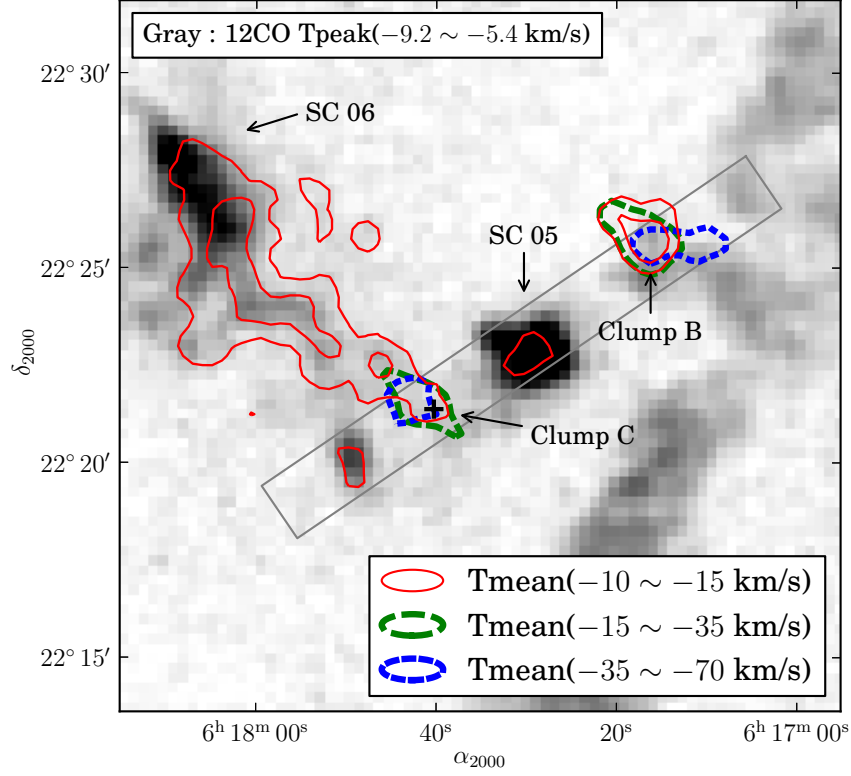 Gray : 12CO Tpeak(−9.2 ∼ −5.4 km/s)
22° 30′
SC 06
22° 25′
SC 05
Clump B
δ2000
Clump C
22° 20′
Tmean(−10 ∼ −15 km/s)
Tmean(−15 ∼ −35 km/s)
Tmean(−35 ∼ −70 km/s)
22° 15′
6ʰ 18ᵐ 00ˢ 40ˢ 20ˢ 6ʰ 17ᵐ 00ˢ
α2000